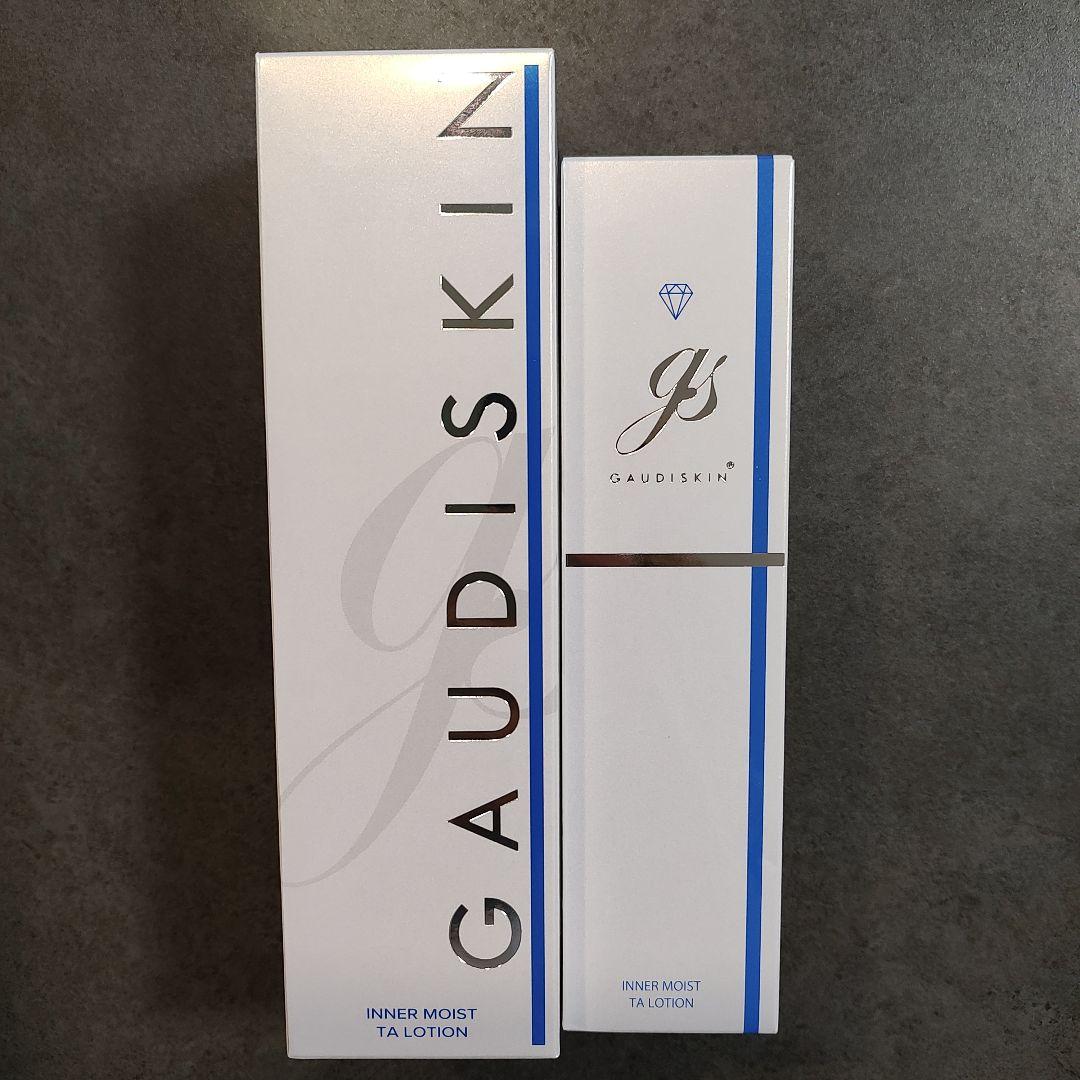 GAUDISKIN
INNER MOIST
TA LOTION
gs
GAUDISKIN®
INNER MOIST
TA LOTION